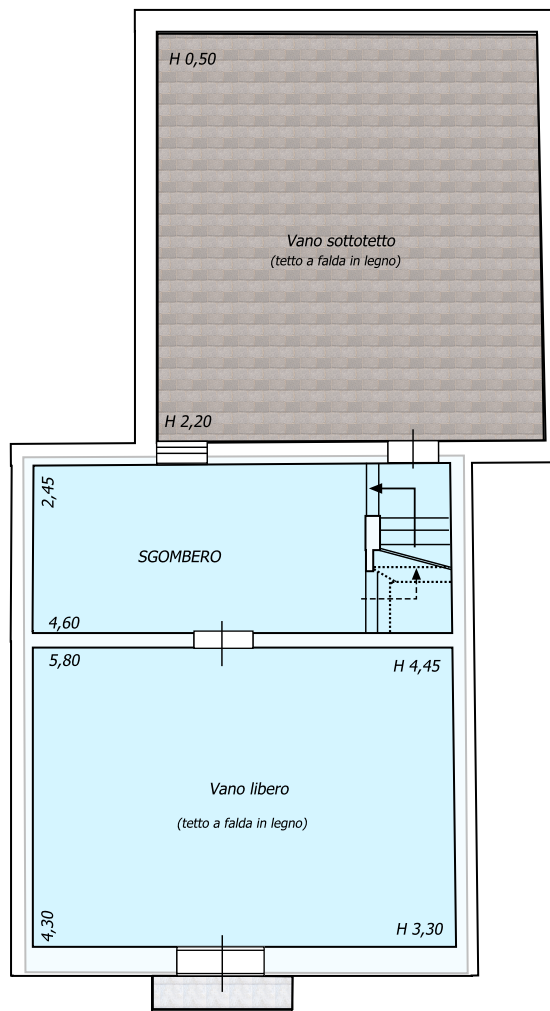 H 0,50
Vano sottotetto
(tetto a falda in legno)
H 2,20
2,45
SGOMBERO
4,60
5,80
H 4,45
Vano libero
(tetto a falda in legno)
4,30
H 3,30